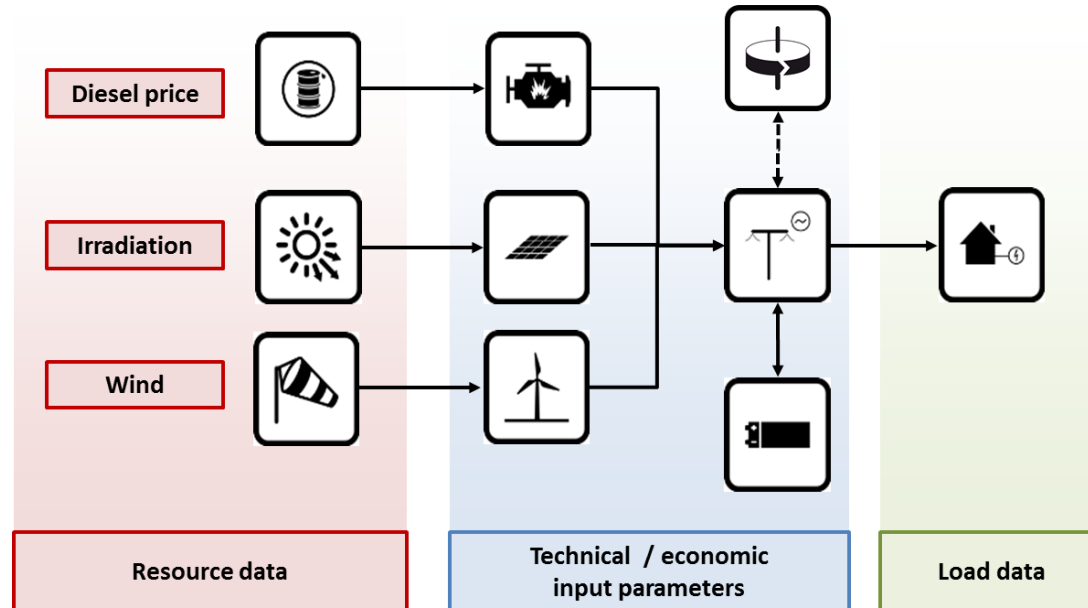 Diesel price
Irradiation
Wind
Resource data
Technical / economic
input parameters
Load data